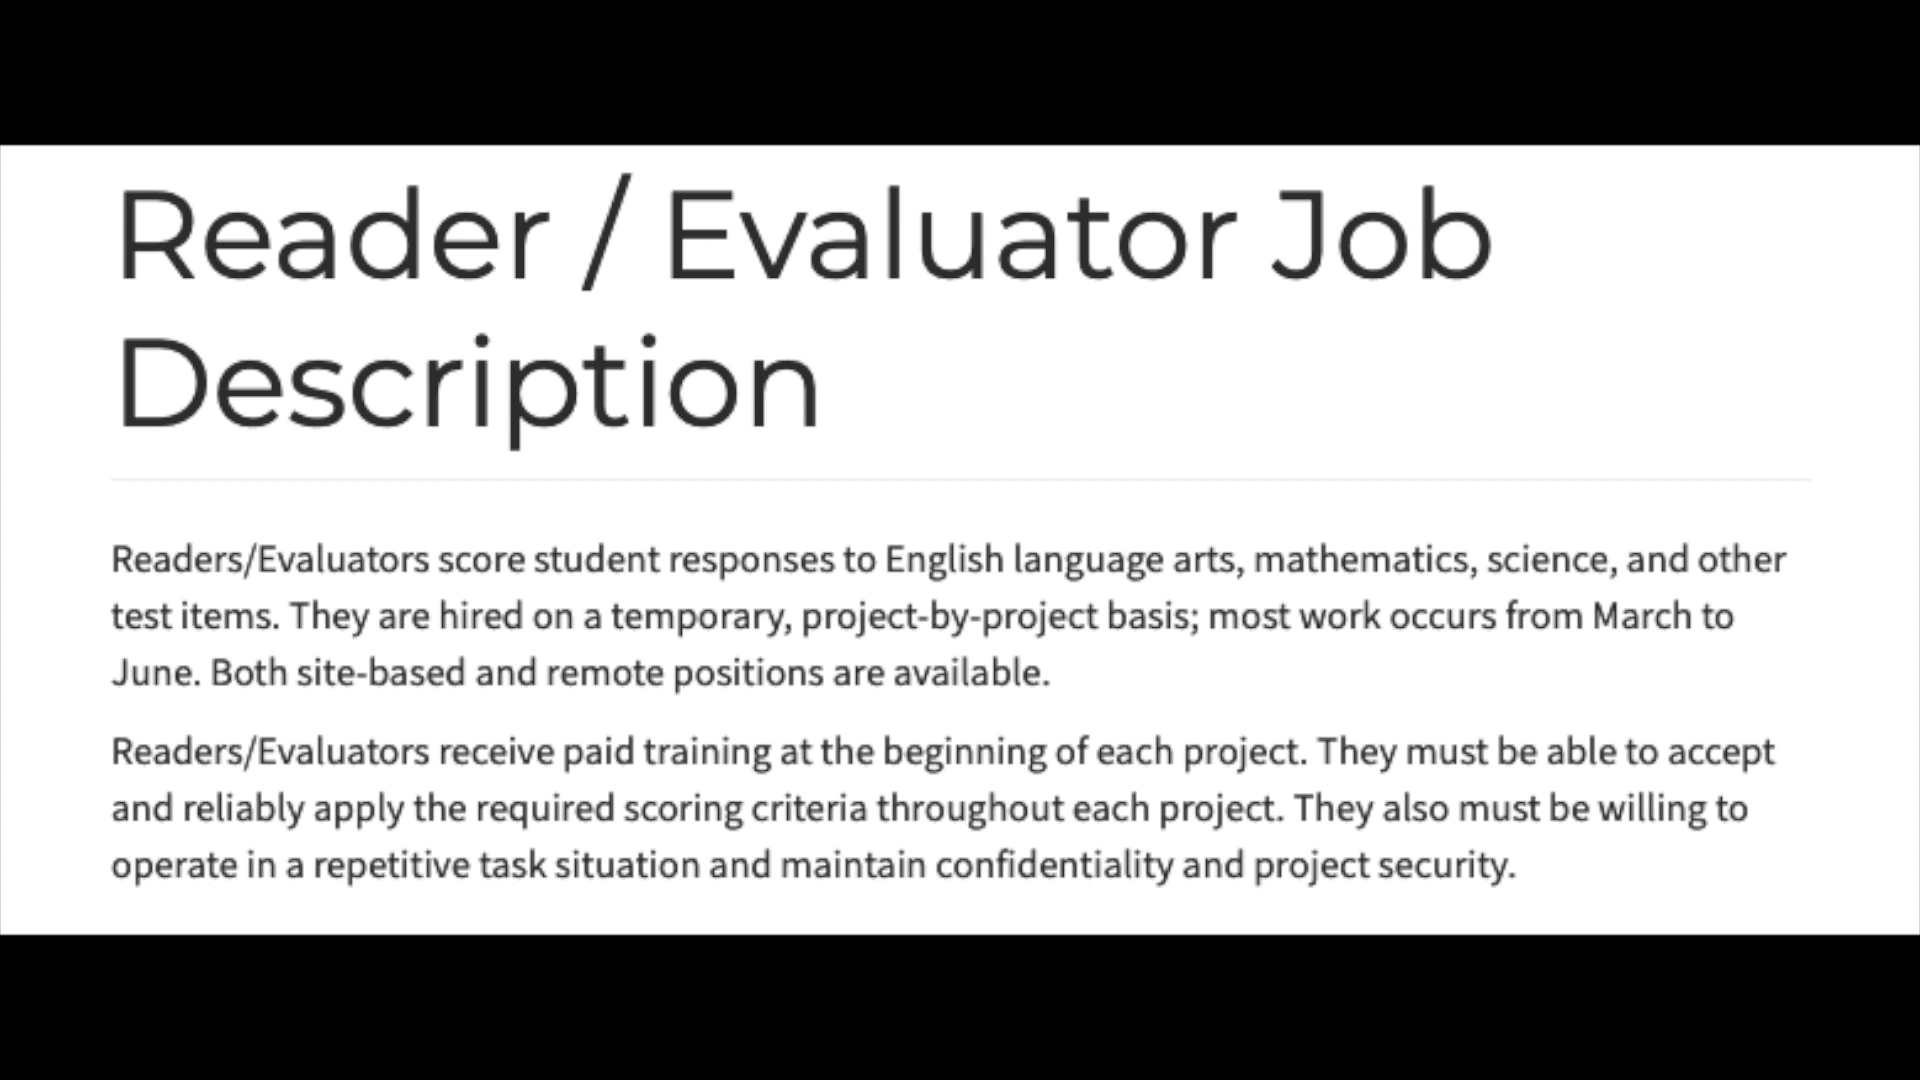 Reader / Evaluator Job
Description
Readers/Evaluators score student responses to English language arts, mathematics, science, and other
test items. They are hired on a temporary, project-by-project basis; most work occurs from March to
June. Both site-based and remote positions are available.
Readers/Evaluators receive paid training at the beginning of each project. They must be able to accept
and reliably apply the required scoring criteria throughout each project. They also must be willing to
operate in a repetitive task situation and maintain confidentiality and project security.